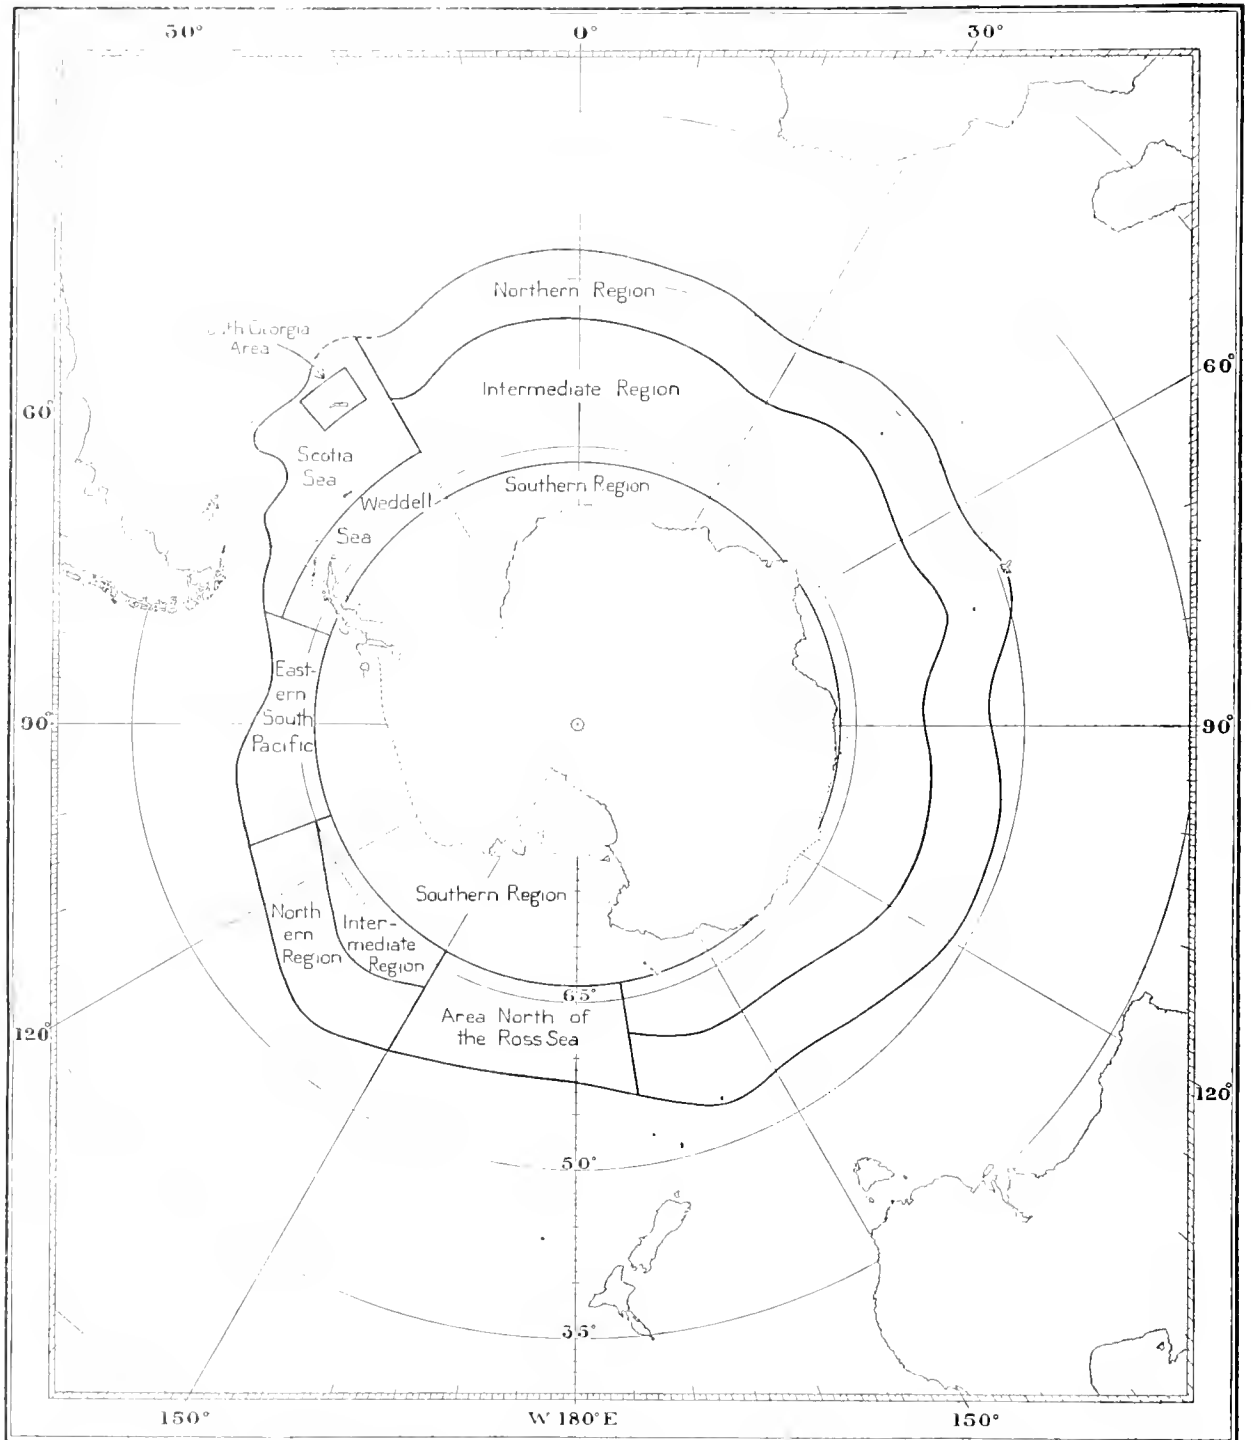 30°
0°
30°
Northern Region
Georgia
Area
Intermediate Region
60°
60°
Scotia
Sea
Southern Region
Weddell
Sea
East-
ern
South
Pacific
90°
90°
Southern Region
North
ern
Region
Inter-
mediate
Region
65°
Area North of
the Ross Sea
120°
120°
50°
35°
150°
W 180° E
150°